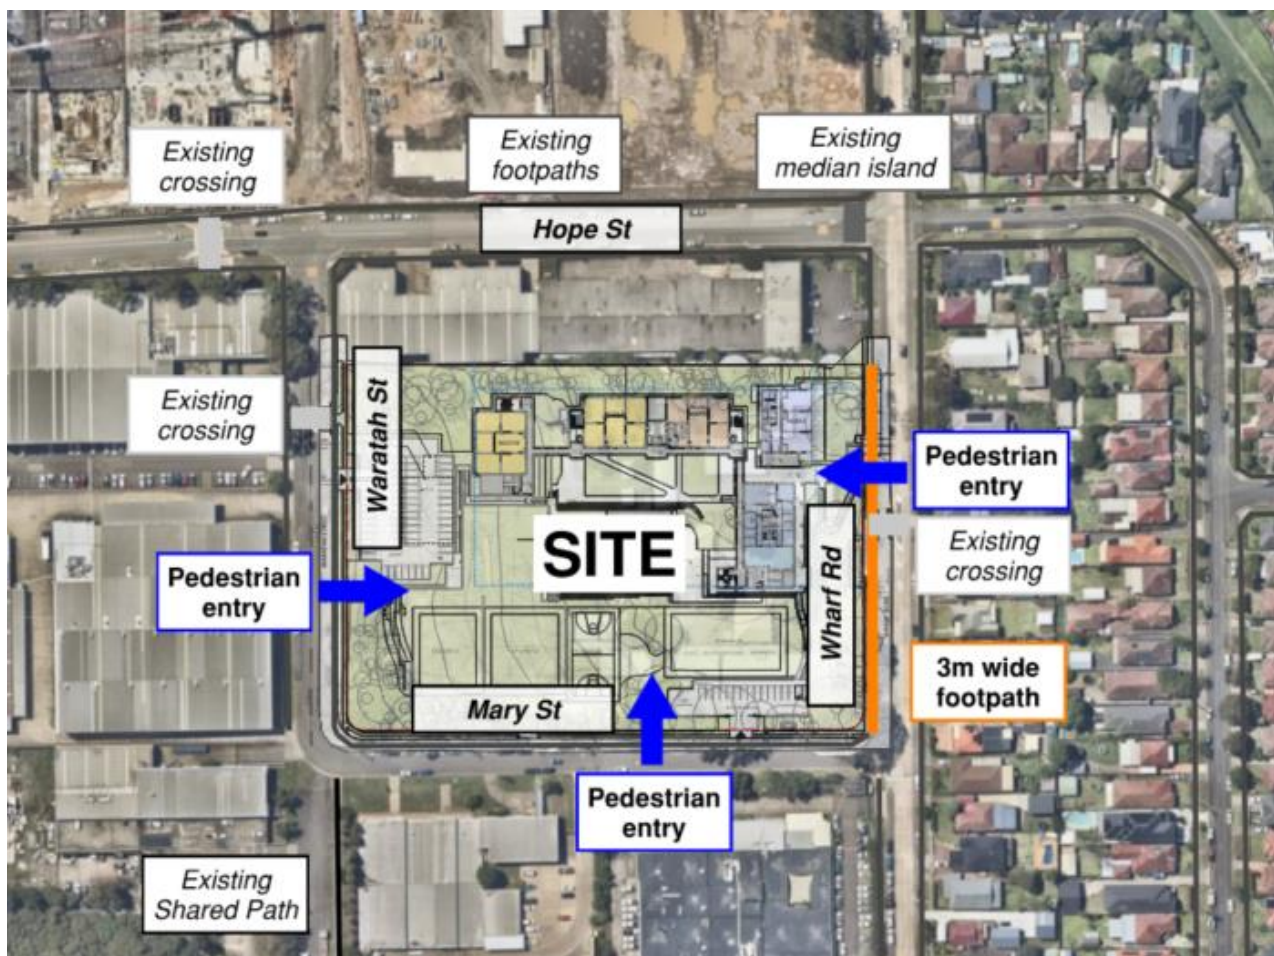 Existing
crossing
Existing
footpaths
Existing
median island
Hope St
Existing
crossing
Waratah St
Pedestrian
entry
Existing
crossing
SITE
Pedestrian
entry
Wharf Rd
3m wide
footpath
Mary St
Pedestrian
entry
Existing
Shared Path